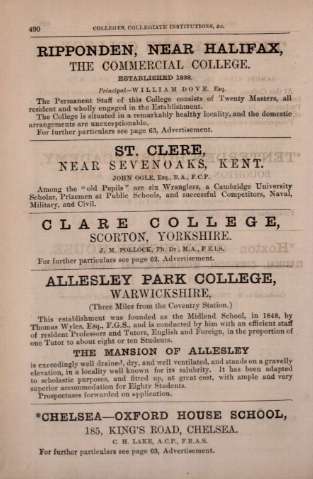 490 COLLEGES, COLLEGIATE INSTITUTIONS, &c.
RIPPONDEN, NEAR HALIFAX,
THE COMMERCIAL COLLEGE.
ESTABLISHED 1838.
Principal—WILLIAM DOVE, Esq.
The Permanent Staff of this College consists of Twenty Masters, all
resident and wholly engaged in the Establishment.
The College is situated in a remarkably healthy locality, and the domestic
arrangements are unexceptionable.
For further particulars see page 63, Advertisement.
ST. CLERE,
NEAR SEVENOAKS, KENT.
JOHN OGLE, Esq., B.A., F.C.P.
Among the "old Pupils" are six Wranglers, a Cambridge University
Scholar, Prizemen at Public Schools, and successful Competitors, Naval,
Military, and Civil.
CLARE COLLEGE,
SCORTON, YORKSHIRE.
J. M. POLLOCK, Ph. Dr., M.A., F.E.I.S.
For further particulars see page 62, Advertisement.
ALLESLEY PARK COLLEGE,
WARWICKSHIRE,
(Three Miles from the Coventry Station.)
This establishment was founded as the Midland School, in 1848, by
Thomas Wyles, Esq., F.G.S., and is conducted by him with an efficient staff
of resident Professors and Tutors, English and Foreign, in the proportion of
one Tutor to about eight or ten Students.
THE MANSION OF ALLESLEY
is exceedingly well drained, dry, and well ventilated, and stands on a gravelly
elevation, in a locality well known for its salubrity. It has been adapted
to scholastic purposes, and fitted up, at great cost, with ample and very
superior accommodation for Eighty Students.
Prospectuses forwarded on application.
*CHELSEA—OXFORD HOUSE SCHOOL,
185, KING'S ROAD, CHELSEA.
C. H. LAKE, A.C.P., F.R.A.S.
For further particulars see page 03, Advertisement.